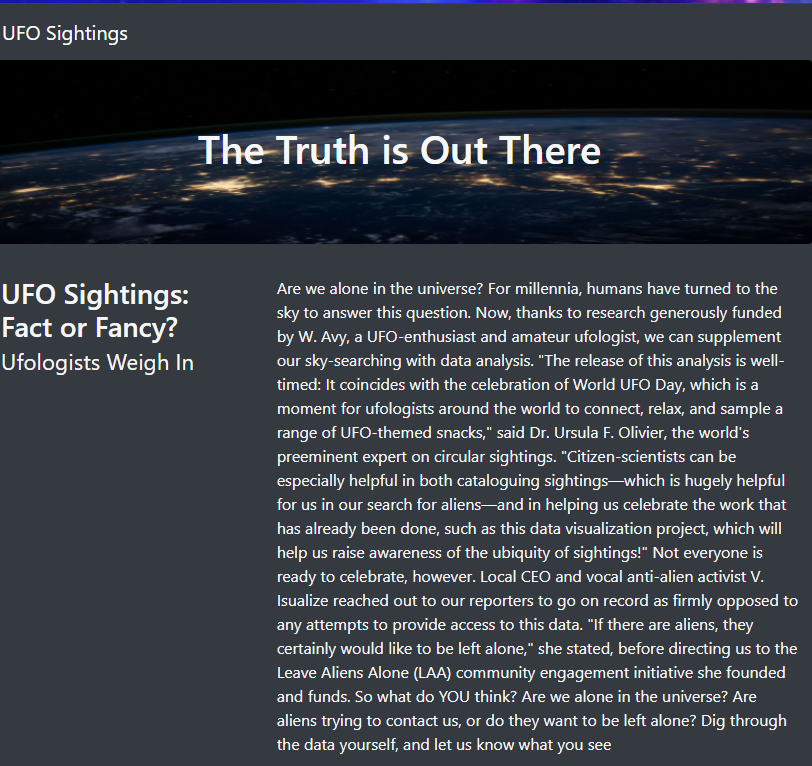 UFO Sightings
The Truth is Out There
UFO Sightings:
Fact or Fancy?
Ufologists Weigh In
Are we alone in the universe? For millennia, humans have turned to the
sky to answer this question. Now, thanks to research generously funded
by W. Avy, a UFO-enthusiast and amateur ufologist, we can supplement
our sky-searching with data analysis. "The release of this analysis is well-
timed: It coincides with the celebration of World UFO Day, which is a
moment for ufologists around the world to connect, relax, and sample a
range of UFO-themed snacks," said Dr. Ursula F. Olivier, the world's
preeminent expert on circular sightings. "Citizen-scientists can be
especially helpful in both cataloguing sightings—which is hugely helpful
for us in our search for aliens—and in helping us celebrate the work that
has already been done, such as this data visualization project, which will
help us raise awareness of the ubiquity of sightings!" Not everyone is
ready to celebrate, however. Local CEO and vocal anti-alien activist V.
Isualize reached out to our reporters to go on record as firmly opposed to
any attempts to provide access to this data. "If there are aliens, they
certainly would like to be left alone," she stated, before directing us to the
Leave Aliens Alone (LAA) community engagement initiative she founded
and funds. So what do YOU think? Are we alone in the universe? Are
aliens trying to contact us, or do they want to be left alone? Dig through
the data yourself, and let us know what you see